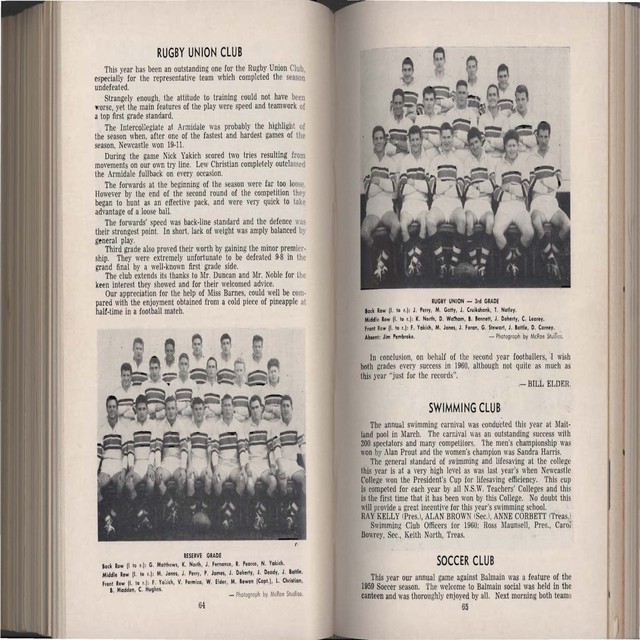 RUGBY UNION CLUB
This year has been an outstanding one for the Rugby Union Club,
especially for the representative team which completed the season
undefeated.
Strangely enough, the attitude to training could not have been
worse, yet the main features of the play were speed and teamwork of
a top first grade standard.
The Intercollegiate at Armidale was probably the highlight of
the season when, after one of the fastest and hardest games of the
season, Newcastle won 19-11.
During the game Nick Yakich scored two tries resulting from
movements on our own try line. Lew Christian completely outclassed
the Armidale fullback on every occasion.
The forwards at the beginning of the season were far too loose.
However by the end of the second round of the competition they
began to hunt as an effective pack, and were very quick to take
advantage of a loose ball.
The forwards' speed was back-line standard and the defence was
their strongest point. In short, lack of weight was amply balanced by
general play.
Third grade also proved their worth by gaining the minor premier-
ship. They were extremely unfortunate to be defeated 9-8 in the
grand final by a well-known first grade side.
The club extends its thanks to Mr. Duncan and Mr. Noble for the
keen interest they showed and for their welcomed advice.
Our appreciation for the help of Miss Barnes, could well be com-
pared with the enjoyment obtained from a cold piece of pineapple at
half-time in a football match.
RESERVE GRADE
Back Row (l to r): G. Matthews, K. North, J. Fernance, R. Pearce, N. Yakich.
Middle Row (l to r): M. Jones, J. Perry, P. James, J. Doherty, J. Deady, J. Battle.
Front Row (l to r): F. Yakich, V. Formica, W. Elder, M. Bowen (Capt.), L. Christian,
B. Madden, C. Hughes.
— Photograph by McRae Studios.
64
RUGBY UNION — 3rd GRADE
Back Row (l. to r.): J. Perry, M. Gatty, J. Cruikshank, T. Notley.
Middle Row (l. to r.): K. North, D. Watham, B. Bennett, J. Doherty, C. Learey.
Front Row (l. to r.): F. Yakich, M. Jones, J. Foran, G. Stewart, J. Battle, D. Carney.
Absent: Jim Pembroke.
— Photograph by McRae Studios.
In conclusion, on behalf of the second year footballers, I wish
both grades every success in 1960, although not quite as much as
this year "just for the records".
— BILL ELDER.
SWIMMING CLUB
The annual swimming carnival was conducted this year at Mait-
land pool in March. The carnival was an outstanding success with
200 spectators and many competitors. The men's championship was
won by Alan Prout and the women's champion was Sandra Harris.
The general standard of swimming and lifesaving at the college
this year is at a very high level as was last year's when Newcastle
College won the President's Cup for lifesaving efficiency. This cup
is competed for each year by all N.S.W. Teachers' Colleges and this is
the first time that it has been won by this College. No doubt this
will provide a great incentive for this year's swimming school.
RAY KELLY (Pres.), ALAN BROWN (Sec.), ANNE CORBETT (Treas.)
Swimming Club Officers for 1960: Ross Maunsell, Pres., Carol
Bowrey, Sec., Keith North, Treas.
SOCCER CLUB
This year our annual game against Balmain was a feature of the
1959 Soccer season. The welcome to Balmain social was held in the
canteen and was thoroughly enjoyed by all. Next morning both teams
65